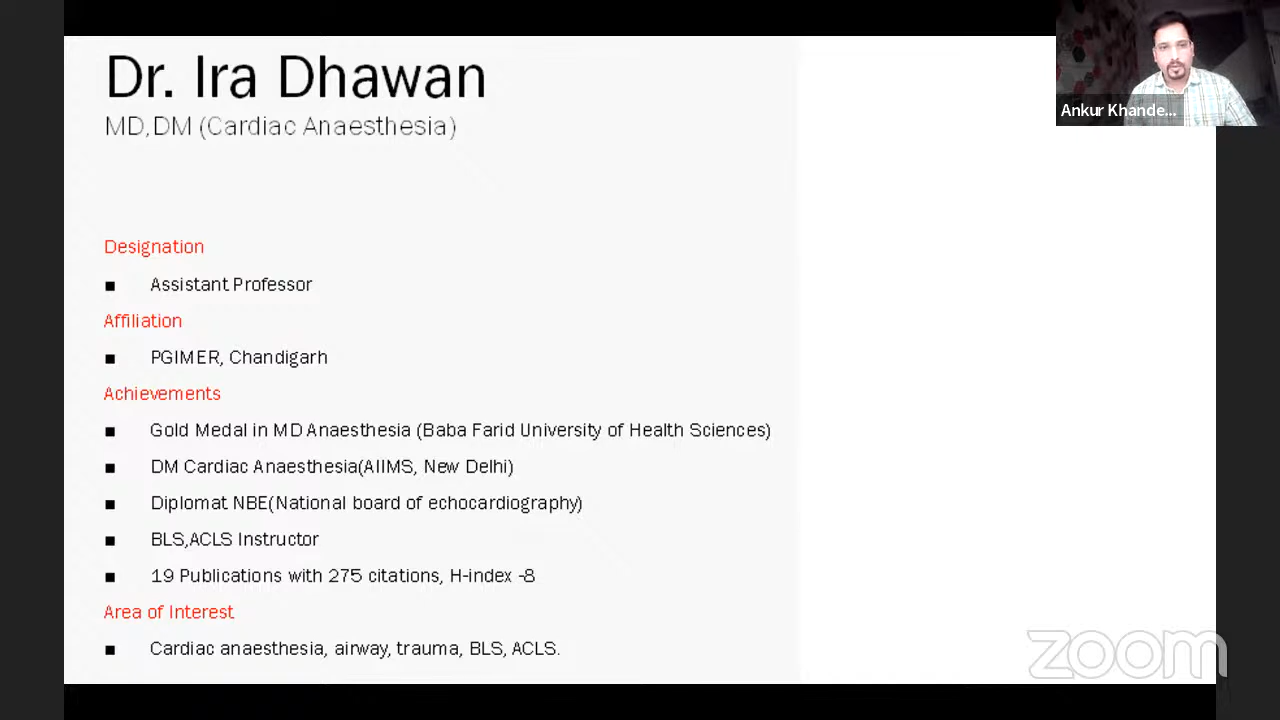 Dr. Ira Dhawan
MD,DM (Cardiac Anaesthesia)
Ankur Khande...
Designation
■ Assistant Professor
Affiliation
■ PGIMER, Chandigarh
Achievements
■ Gold Medal in MD Anaesthesia (Baba Farid University of Health Sciences)
■ DM Cardiac Anaesthesia(AIIMS, New Delhi)
■ Diplomat NBE(National board of echocardiography)
■ BLS,ACLS Instructor
■ 19 Publications with 275 citations, H-index -8
Area of Interest
■ Cardiac anaesthesia, airway, trauma, BLS, ACLS.
zoom